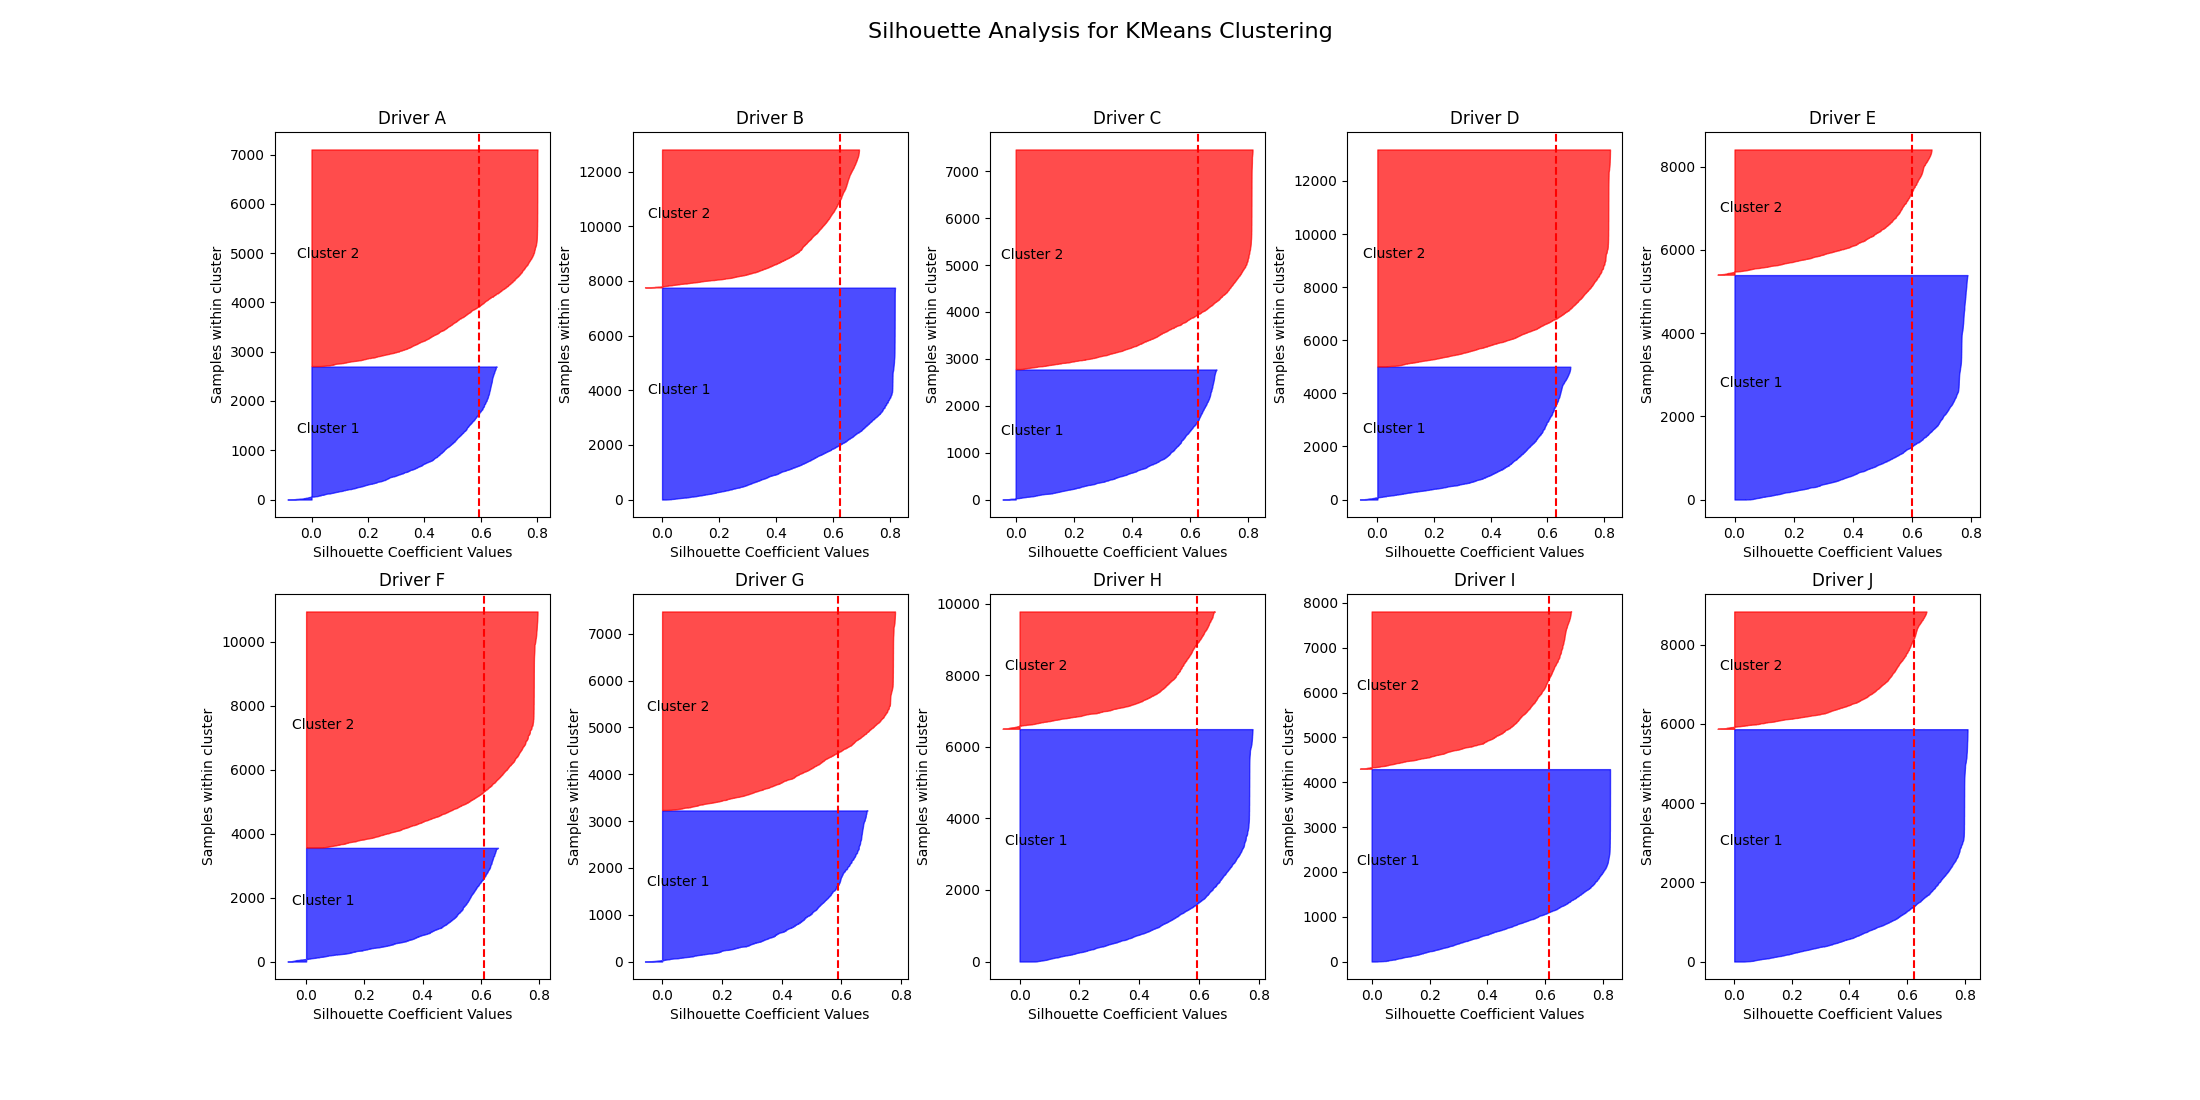 Silhouette Analysis for KMeans Clustering
Driver A
Samples within cluster
7000
6000
5000
4000
3000
2000
1000
0
Cluster 2
Cluster 1
0.0 0.2 0.4 0.6 0.8
Silhouette Coefficient Values
Driver B
Samples within cluster
12000
10000
8000
6000
4000
2000
0
Cluster 2
Cluster 1
0.0 0.2 0.4 0.6 0.8
Silhouette Coefficient Values
Driver C
Samples within cluster
7000
6000
5000
4000
3000
2000
1000
0
Cluster 2
Cluster 1
0.0 0.2 0.4 0.6 0.8
Silhouette Coefficient Values
Driver D
Samples within cluster
12000
10000
8000
6000
4000
2000
0
Cluster 2
Cluster 1
0.0 0.2 0.4 0.6 0.8
Silhouette Coefficient Values
Driver E
Samples within cluster
8000
6000
4000
2000
0
Cluster 2
Cluster 1
0.0 0.2 0.4 0.6 0.8
Silhouette Coefficient Values
Driver F
Samples within cluster
10000
8000
6000
4000
2000
0
Cluster 2
Cluster 1
0.0 0.2 0.4 0.6 0.8
Silhouette Coefficient Values
Driver G
Samples within cluster
7000
6000
5000
4000
3000
2000
1000
0
Cluster 2
Cluster 1
0.0 0.2 0.4 0.6 0.8
Silhouette Coefficient Values
Driver H
Samples within cluster
10000
8000
6000
4000
2000
0
Cluster 2
Cluster 1
0.0 0.2 0.4 0.6 0.8
Silhouette Coefficient Values
Driver I
Samples within cluster
8000
7000
6000
5000
4000
3000
2000
1000
0
Cluster 2
Cluster 1
0.0 0.2 0.4 0.6 0.8
Silhouette Coefficient Values
Driver J
Samples within cluster
8000
6000
4000
2000
0
Cluster 2
Cluster 1
0.0 0.2 0.4 0.6 0.8
Silhouette Coefficient Values